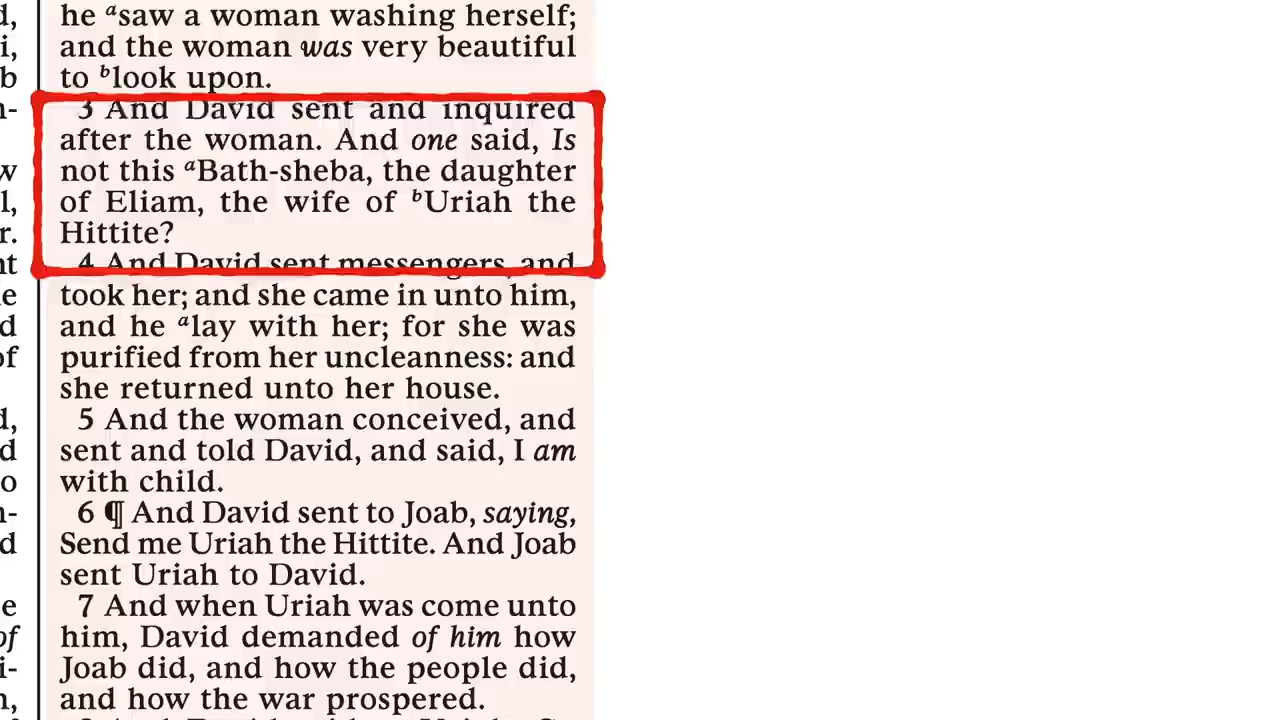 he ᵃsaw a woman washing herself;
and the woman was very beautiful
to ᵇlook upon.
3 And David sent and inquired
after the woman. And one said, Is
not this ᵃBath-sheba, the daughter
of Eliam, the wife of ᵇUriah the
Hittite?
4 And David sent messengers, and
took her; and she came in unto him,
and he ᵃlay with her; for she was
purified from her uncleanness: and
she returned unto her house.
5 And the woman conceived, and
sent and told David, and said, I am
with child.
6 ¶ And David sent to Joab, saying,
Send me Uriah the Hittite. And Joab
sent Uriah to David.
7 And when Uriah was come unto
him, David demanded of him how
Joab did, and how the people did,
and how the war prospered.